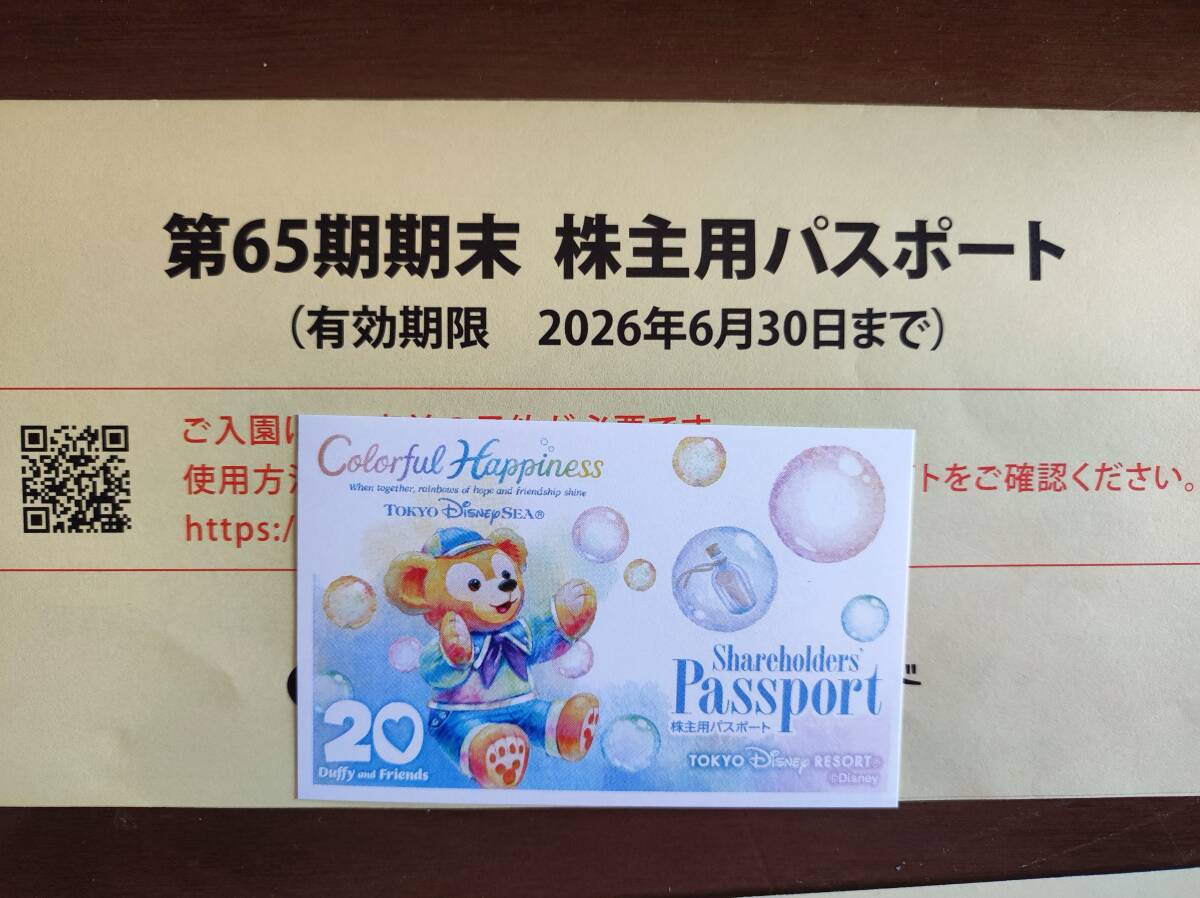 第65期期末 株主用パスポート
（有効期限　2026年6月30日まで）
ご入園に
使用方法 トをご確認ください。
https:/
Colorful Happiness
When together, rainbows of hope and friendship shine
TOKYO DisneySEA®
Shareholders'
Passport
株主用パスポート
20
Duffy and Friends
TOKYO Disney RESORT®
©Disney
ド